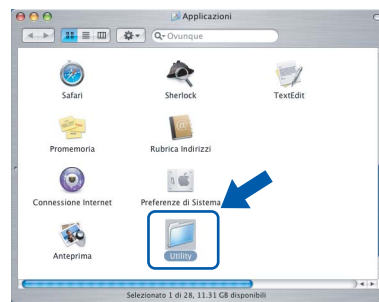 Applicazioni
Ovunque
Safari
Sherlock
TextEdit
Promemoria
Rubrica Indirizzi
Connessione Internet
Preferenze di Sistema
Anteprima
Utility
Selezionato 1 di 28, 11.31 GB disponibili